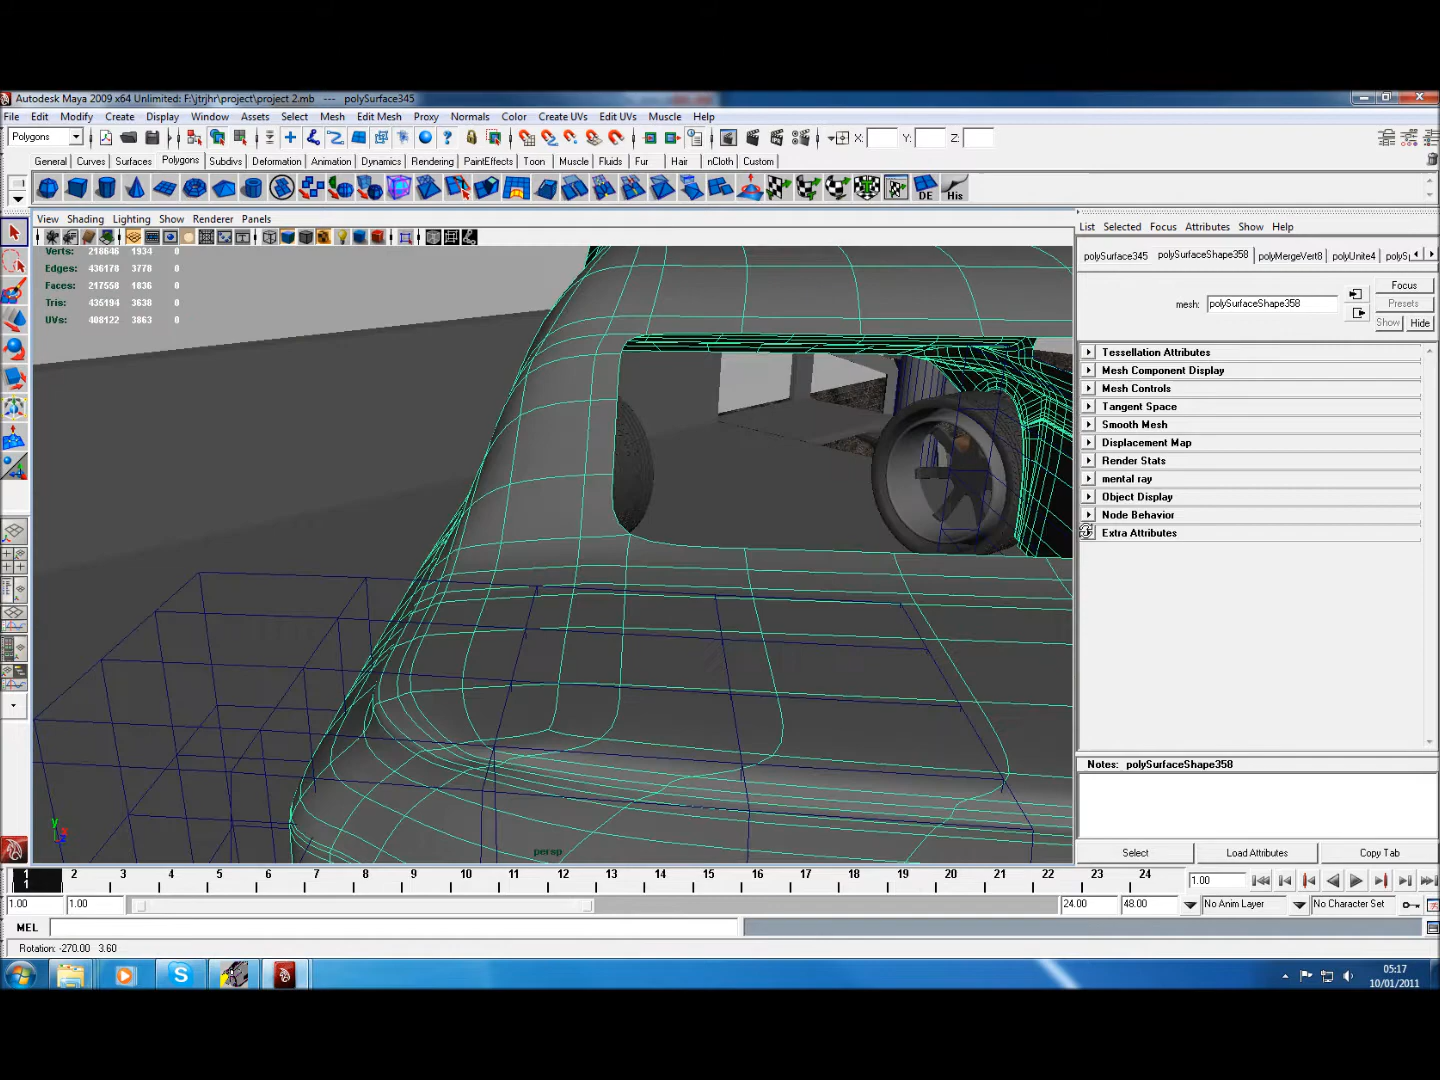 Autodesk Maya 2009 x64 Unlimited: F:\jtrjhr\project\project 2.mb --- polySurface345
File Edit Modify Create Display Window Assets Select Mesh Edit Mesh Proxy Normals Color Create UVs Edit UVs Muscle Help
Polygons X: Y: Z:
General Curves Surfaces Polygons Subdivs Deformation Animation Dynamics Rendering PaintEffects Toon Muscle Fluids Fur Hair nCloth Custom
DE His
View Shading Lighting Show Renderer Panels
List Selected Focus Attributes Show Help
Verts: 218646 1934 0
Edges: 436178 3778 0
Faces: 217558 1836 0
Tris: 435194 3638 0
UVs: 408122 3863 0
polySurface345 polySurfaceShape358 polyMergeVert8 polyUnite4
mesh: polySurfaceShape358
Focus
Presets
Show Hide
Tessellation Attributes
Mesh Component Display
Mesh Controls
Tangent Space
Smooth Mesh
Displacement Map
Render Stats
mental ray
Object Display
Node Behavior
Extra Attributes
Notes: polySurfaceShape358
Select Load Attributes Copy Tab
y
x
z
persp
1 2 3 4 5 6 7 8 9 10 11 12 13 14 15 16 17 18 19 20 21 22 23 24
1
1.00
1.00 1.00 24.00 48.00 No Anim Layer No Character Set
MEL
Rotation: -270.00 3.60
05:17
10/01/2011